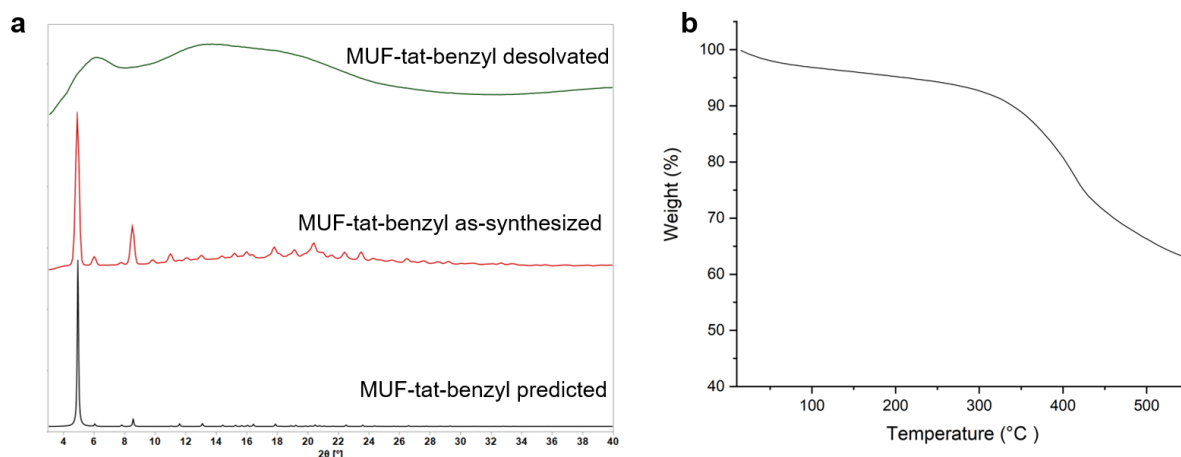 a
MUF-tat-benzyl desolvated
MUF-tat-benzyl as-synthesized
MUF-tat-benzyl predicted
4 6 8 10 12 14 16 18 20 22 24 26 28 30 32 34 36 38 40
2θ [°]
b
100
90
80
70
60
50
40
Weight (%)
100 200 300 400 500
Temperature (°C )